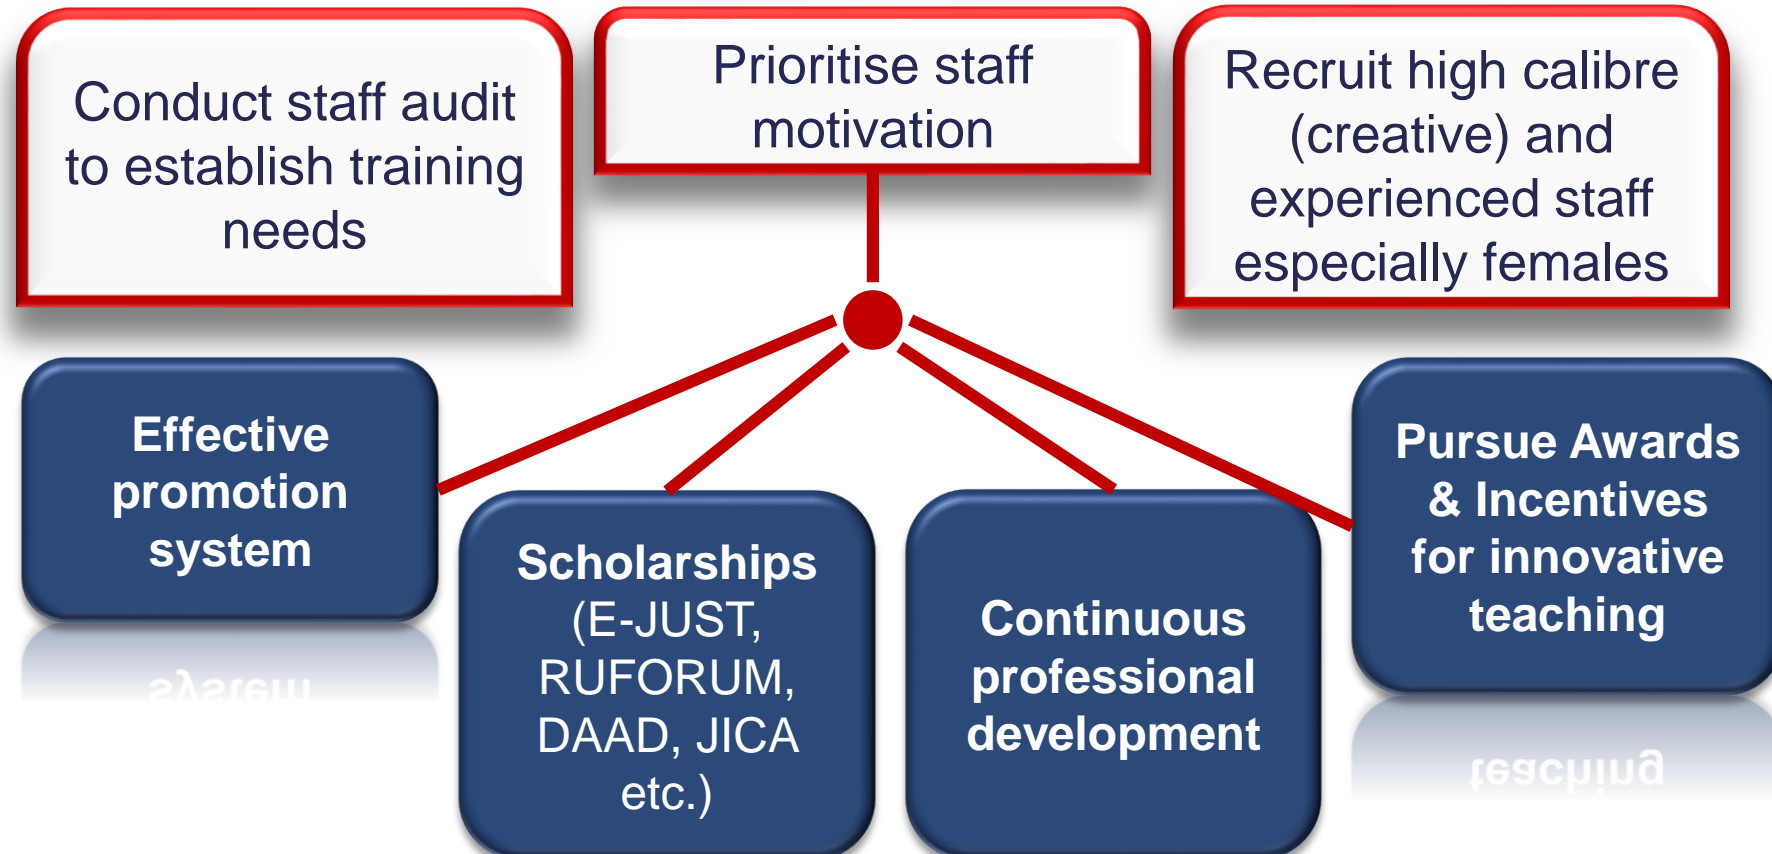 Conduct staff audit
to establish training
needs
Prioritise staff
motivation
Recruit high calibre
(creative) and
experienced staff
especially females
Effective
promotion
system
Scholarships
(E-JUST,
RUFORUM,
DAAD, JICA
etc.)
Continuous
professional
development
Pursue Awards
& Incentives
for innovative
teaching